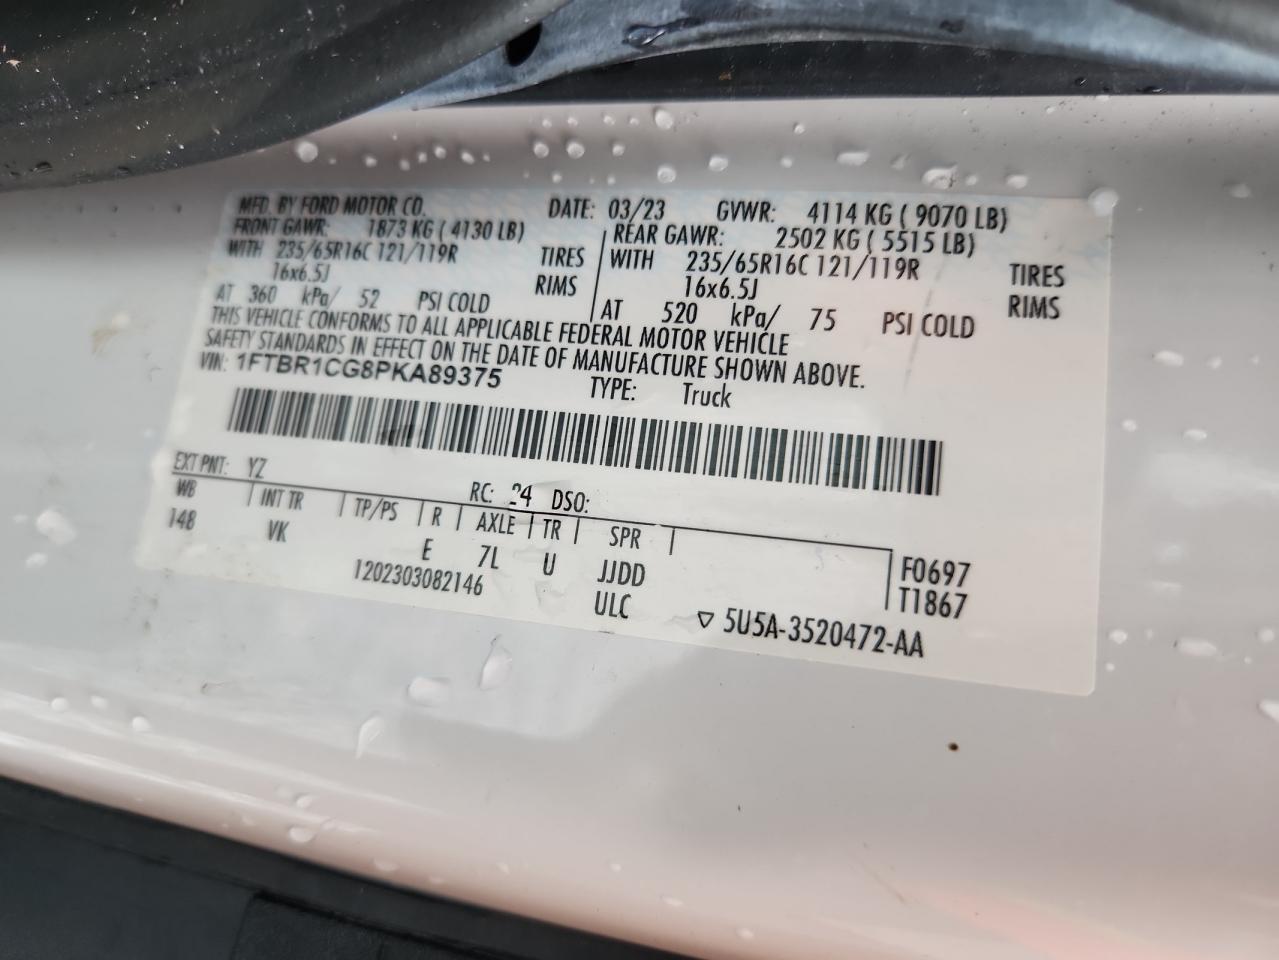 MFD. BY FORD MOTOR CO. DATE: 03/23 GVWR: 4114 KG ( 9070 LB)
FRONT GAWR: 1873 KG ( 4130 LB) REAR GAWR: 2502 KG ( 5515 LB)
WITH 235/65R16C 121/119R TIRES WITH 235/65R16C 121/119R TIRES
16x6.5J RIMS 16x6.5J RIMS
AT 360 kPa/ 52 PSI COLD AT 520 kPa/ 75 PSI COLD
THIS VEHICLE CONFORMS TO ALL APPLICABLE FEDERAL MOTOR VEHICLE
SAFETY STANDARDS IN EFFECT ON THE DATE OF MANUFACTURE SHOWN ABOVE.
VIN: 1FTBR1CG8PKA89375 TYPE: Truck
EXT PNT: YZ RC: 24 DSO:
WB INT TR TP/PS R AXLE TR SPR
148 VK E 7L U JJDD F0697
1202303082146 ULC T1867
▽ 5U5A-3520472-AA